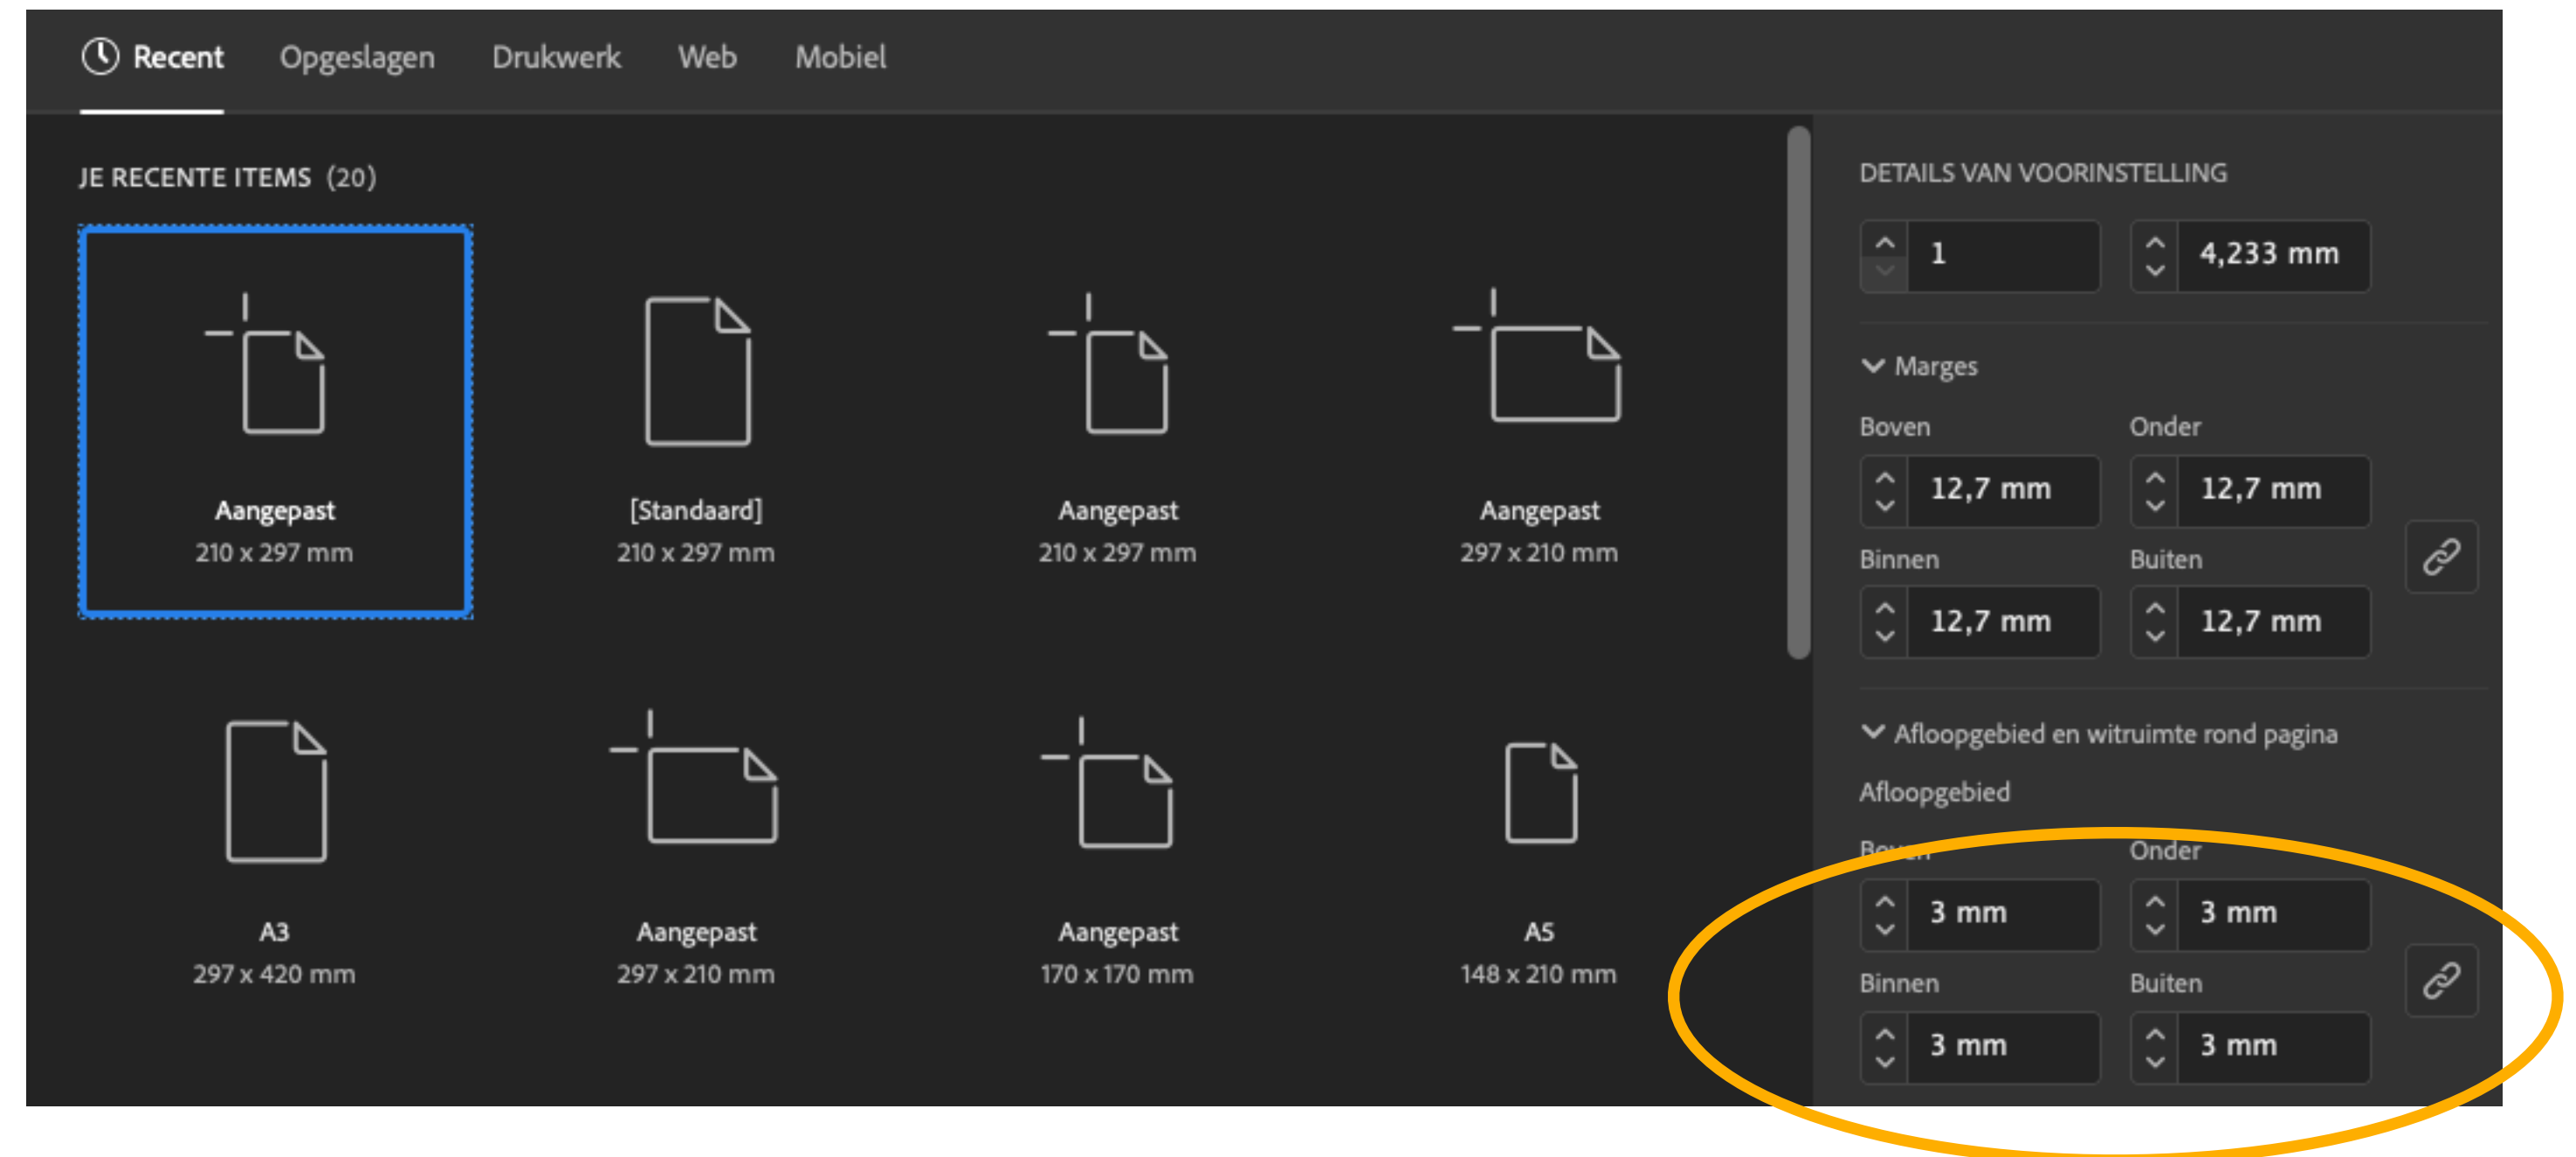 Recent Opgeslagen Drukwerk Web Mobiel
JE RECENTE ITEMS (20)
Aangepast
210 x 297 mm
[Standaard]
210 x 297 mm
Aangepast
210 x 297 mm
Aangepast
297 x 210 mm
A3
297 x 420 mm
Aangepast
297 x 210 mm
Aangepast
170 x 170 mm
A5
148 x 210 mm
DETAILS VAN VOORINSTELLING
1 4,233 mm
Marges
Boven Onder
12,7 mm 12,7 mm
Binnen Buiten
12,7 mm 12,7 mm
Afloopgebied en witruimte rond pagina
Afloopgebied
Boven Onder
3 mm 3 mm
Binnen Buiten
3 mm 3 mm